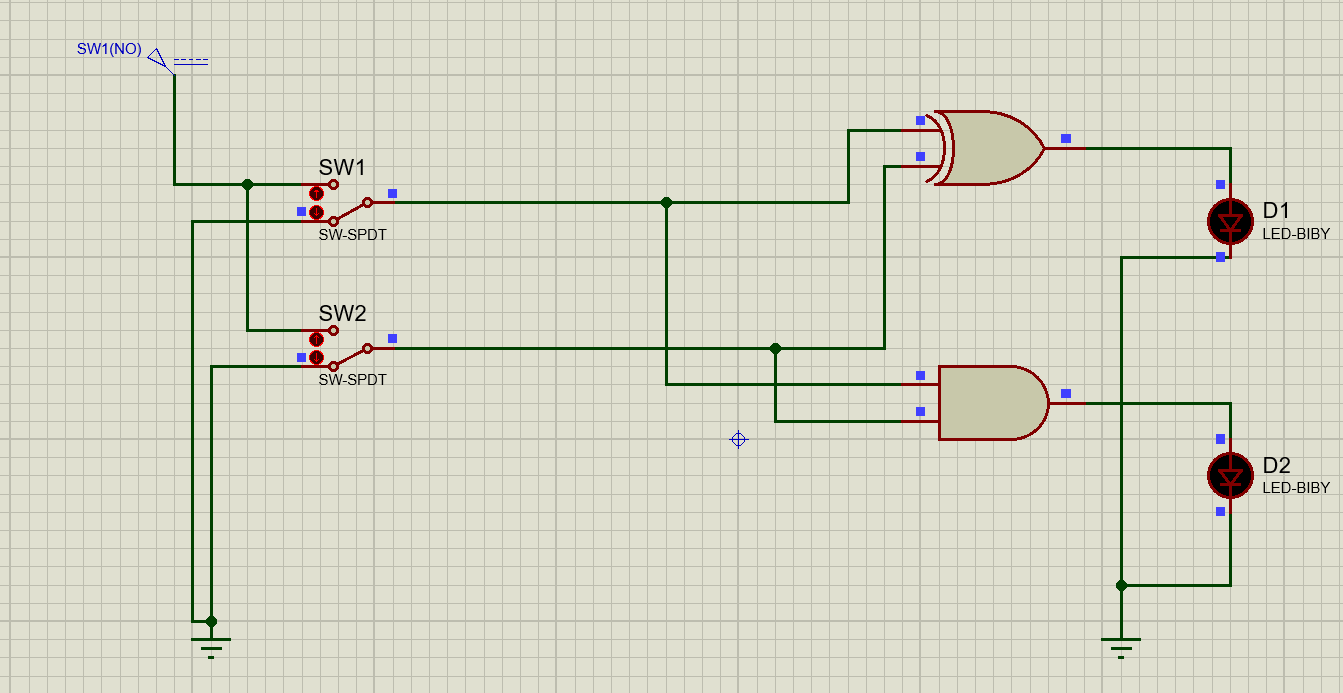 SW1(NO)
SW1
SW-SPDT
SW2
SW-SPDT
D1
LED-BIBY
D2
LED-BIBY